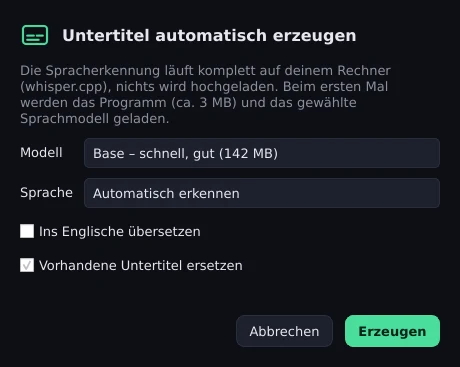 Untertitel automatisch erzeugen
Die Spracherkennung läuft komplett auf deinem Rechner
(whisper.cpp), nichts wird hochgeladen. Beim ersten Mal
werden das Programm (ca. 3 MB) und das gewählte
Sprachmodell geladen.
Modell Base – schnell, gut (142 MB)
Sprache Automatisch erkennen
Ins Englische übersetzen
Vorhandene Untertitel ersetzen
Abbrechen Erzeugen